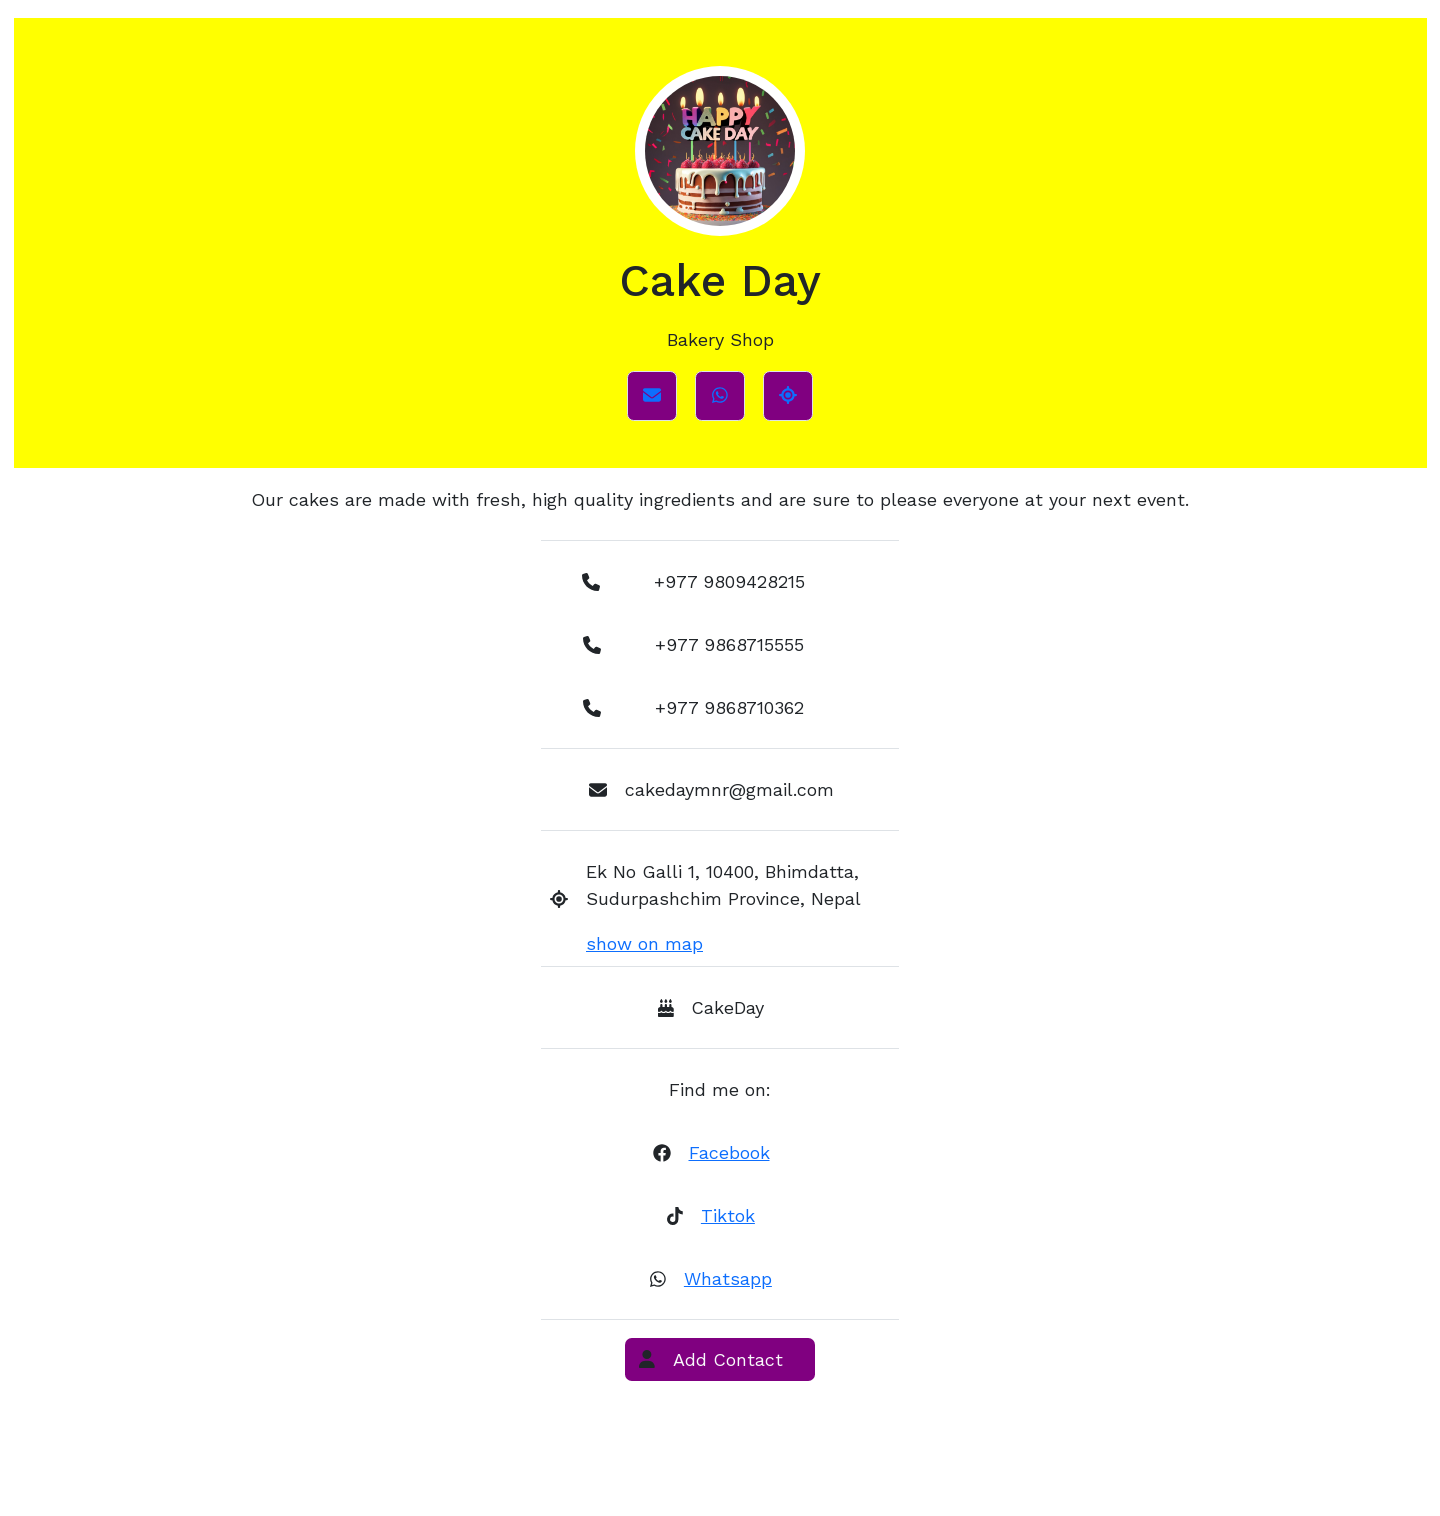 HAPPY
CAKE DAY
Cake Day
Bakery Shop
Our cakes are made with fresh, high quality ingredients and are sure to please everyone at your next event.
+977 9809428215
+977 9868715555
+977 9868710362
cakedaymnr@gmail.com
Ek No Galli 1, 10400, Bhimdatta,
Sudurpashchim Province, Nepal
show on map
CakeDay
Find me on:
Facebook
Tiktok
Whatsapp
Add Contact